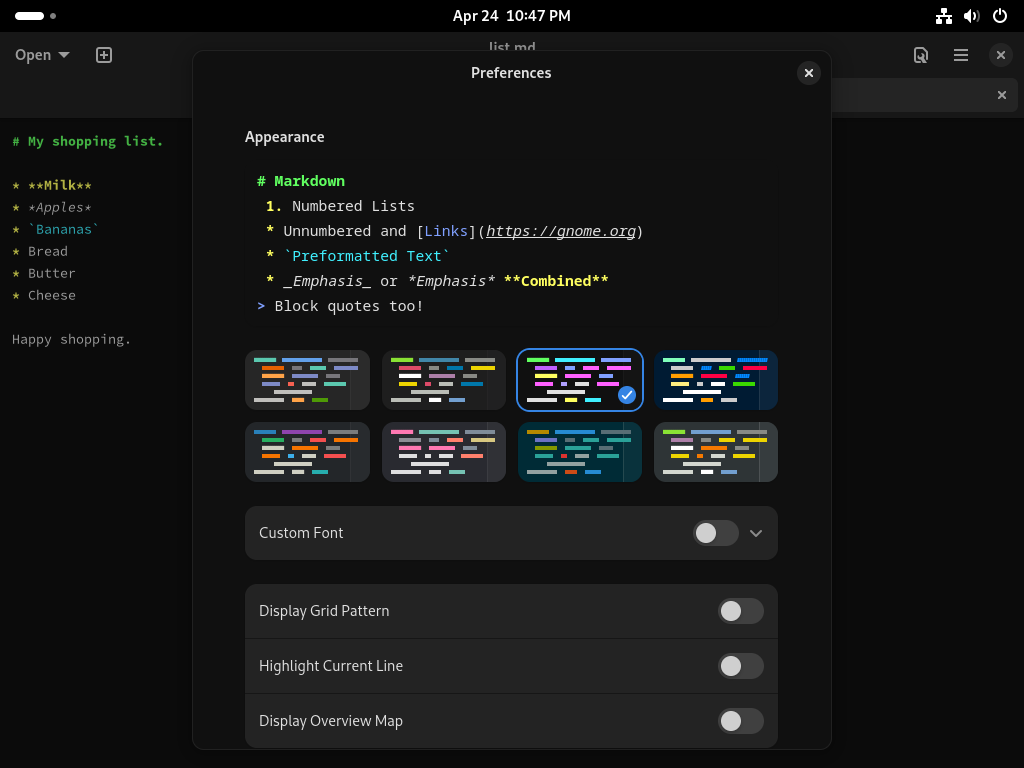 Apr 24 10:47 PM
Open
list.md
Preferences
# My shopping list.
* **Milk**
* *Apples*
* `Bananas`
* Bread
* Butter
* Cheese
Happy shopping.
Appearance
# Markdown
1. Numbered Lists
* Unnumbered and [Links](https://gnome.org)
* `Preformatted Text`
* _Emphasis_ or *Emphasis* **Combined**
> Block quotes too!
Custom Font
Display Grid Pattern
Highlight Current Line
Display Overview Map